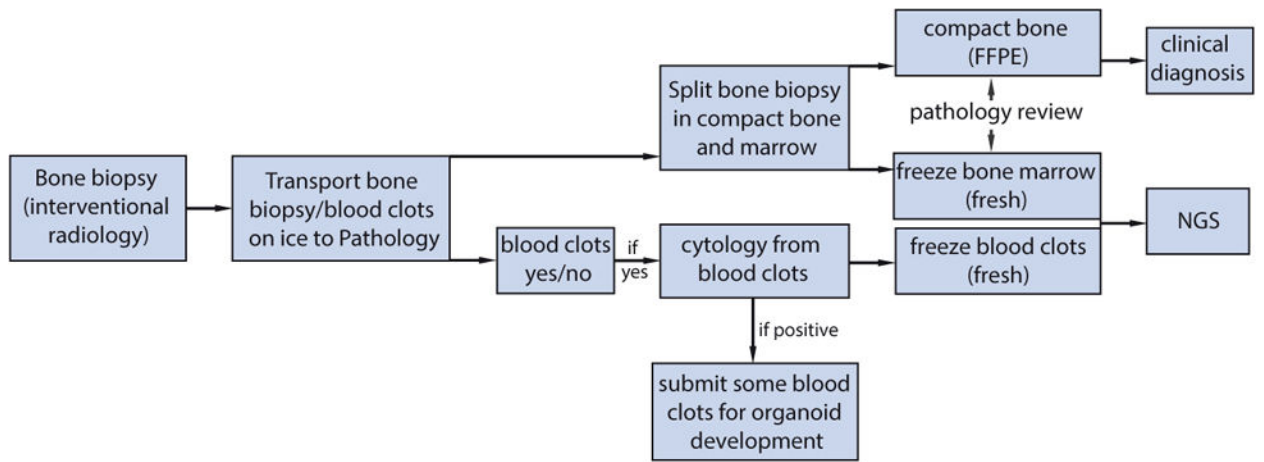 Bone biopsy
(interventional
radiology)
Transport bone
biopsy/blood clots
on ice to Pathology
Split bone biopsy
in compact bone
and marrow
compact bone
(FFPE)
clinical
diagnosis
pathology review
freeze bone marrow
(fresh)
NGS
blood clots
yes/no
if
yes
cytology from
blood clots
freeze blood clots
(fresh)
if positive
submit some blood
clots for organoid
development